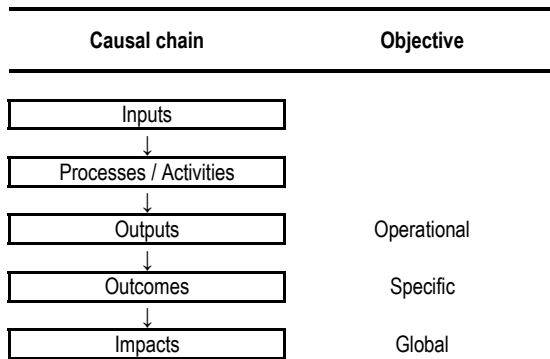 Causal chain Objective
Inputs
↓
Processes / Activities
↓
Outputs Operational
↓
Outcomes Specific
↓
Impacts Global